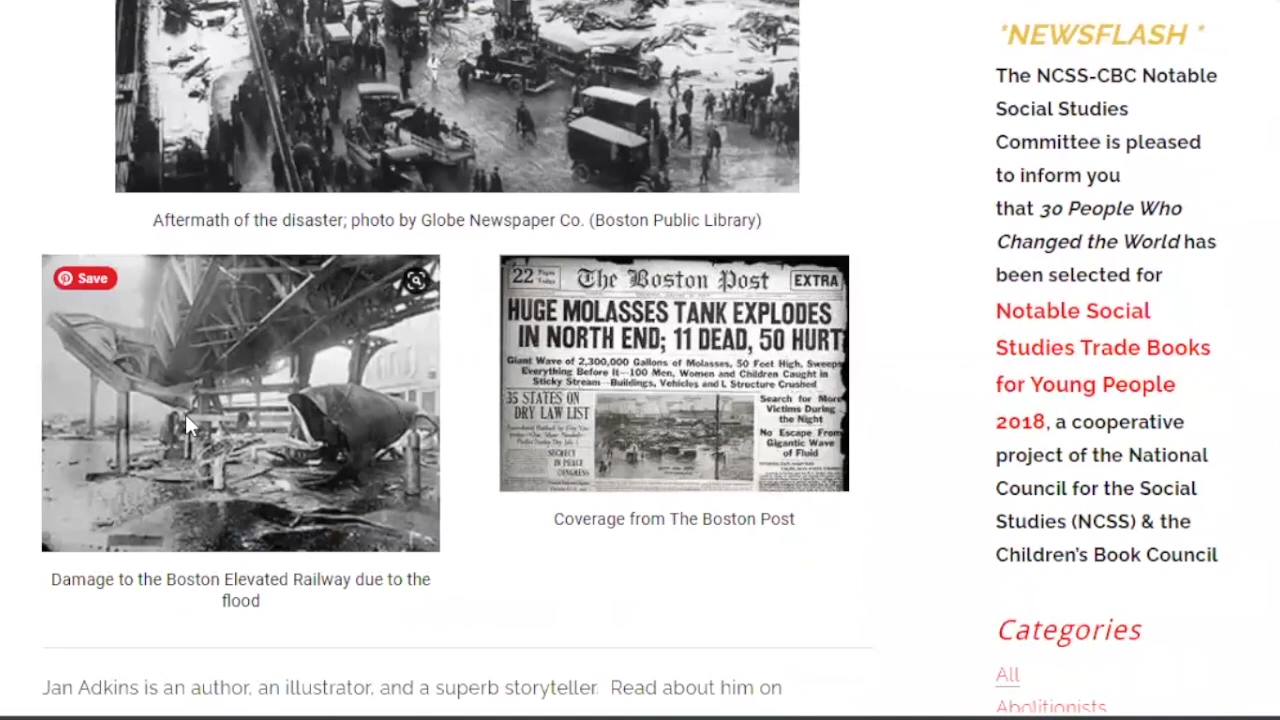 Aftermath of the disaster; photo by Globe Newspaper Co. (Boston Public Library)
Save
22 Pages Today
The Boston Post
EXTRA
HUGE MOLASSES TANK EXPLODES
IN NORTH END; 11 DEAD, 50 HURT
Giant Wave of 2,300,000 Gallons of Molasses, 50 Feet High, Sweeps
Everything Before It—100 Men, Women and Children Caught in
Sticky Stream—Buildings, Vehicles and L Structure Crushed
35 STATES ON
DRY LAW LIST
SECRECY
IN PEACE
CONGRESS
Search for More
Victims During
the Night
No Escape From
Gigantic Wave
of Fluid
Coverage from The Boston Post
Damage to the Boston Elevated Railway due to the
flood
Jan Adkins is an author, an illustrator, and a superb storyteller. Read about him on
*NEWSFLASH *
The NCSS-CBC Notable
Social Studies
Committee is pleased
to inform you
that 30 People Who
Changed the World has
been selected for
Notable Social
Studies Trade Books
for Young People
2018, a cooperative
project of the National
Council for the Social
Studies (NCSS) & the
Children's Book Council
Categories
All
Abolitionists